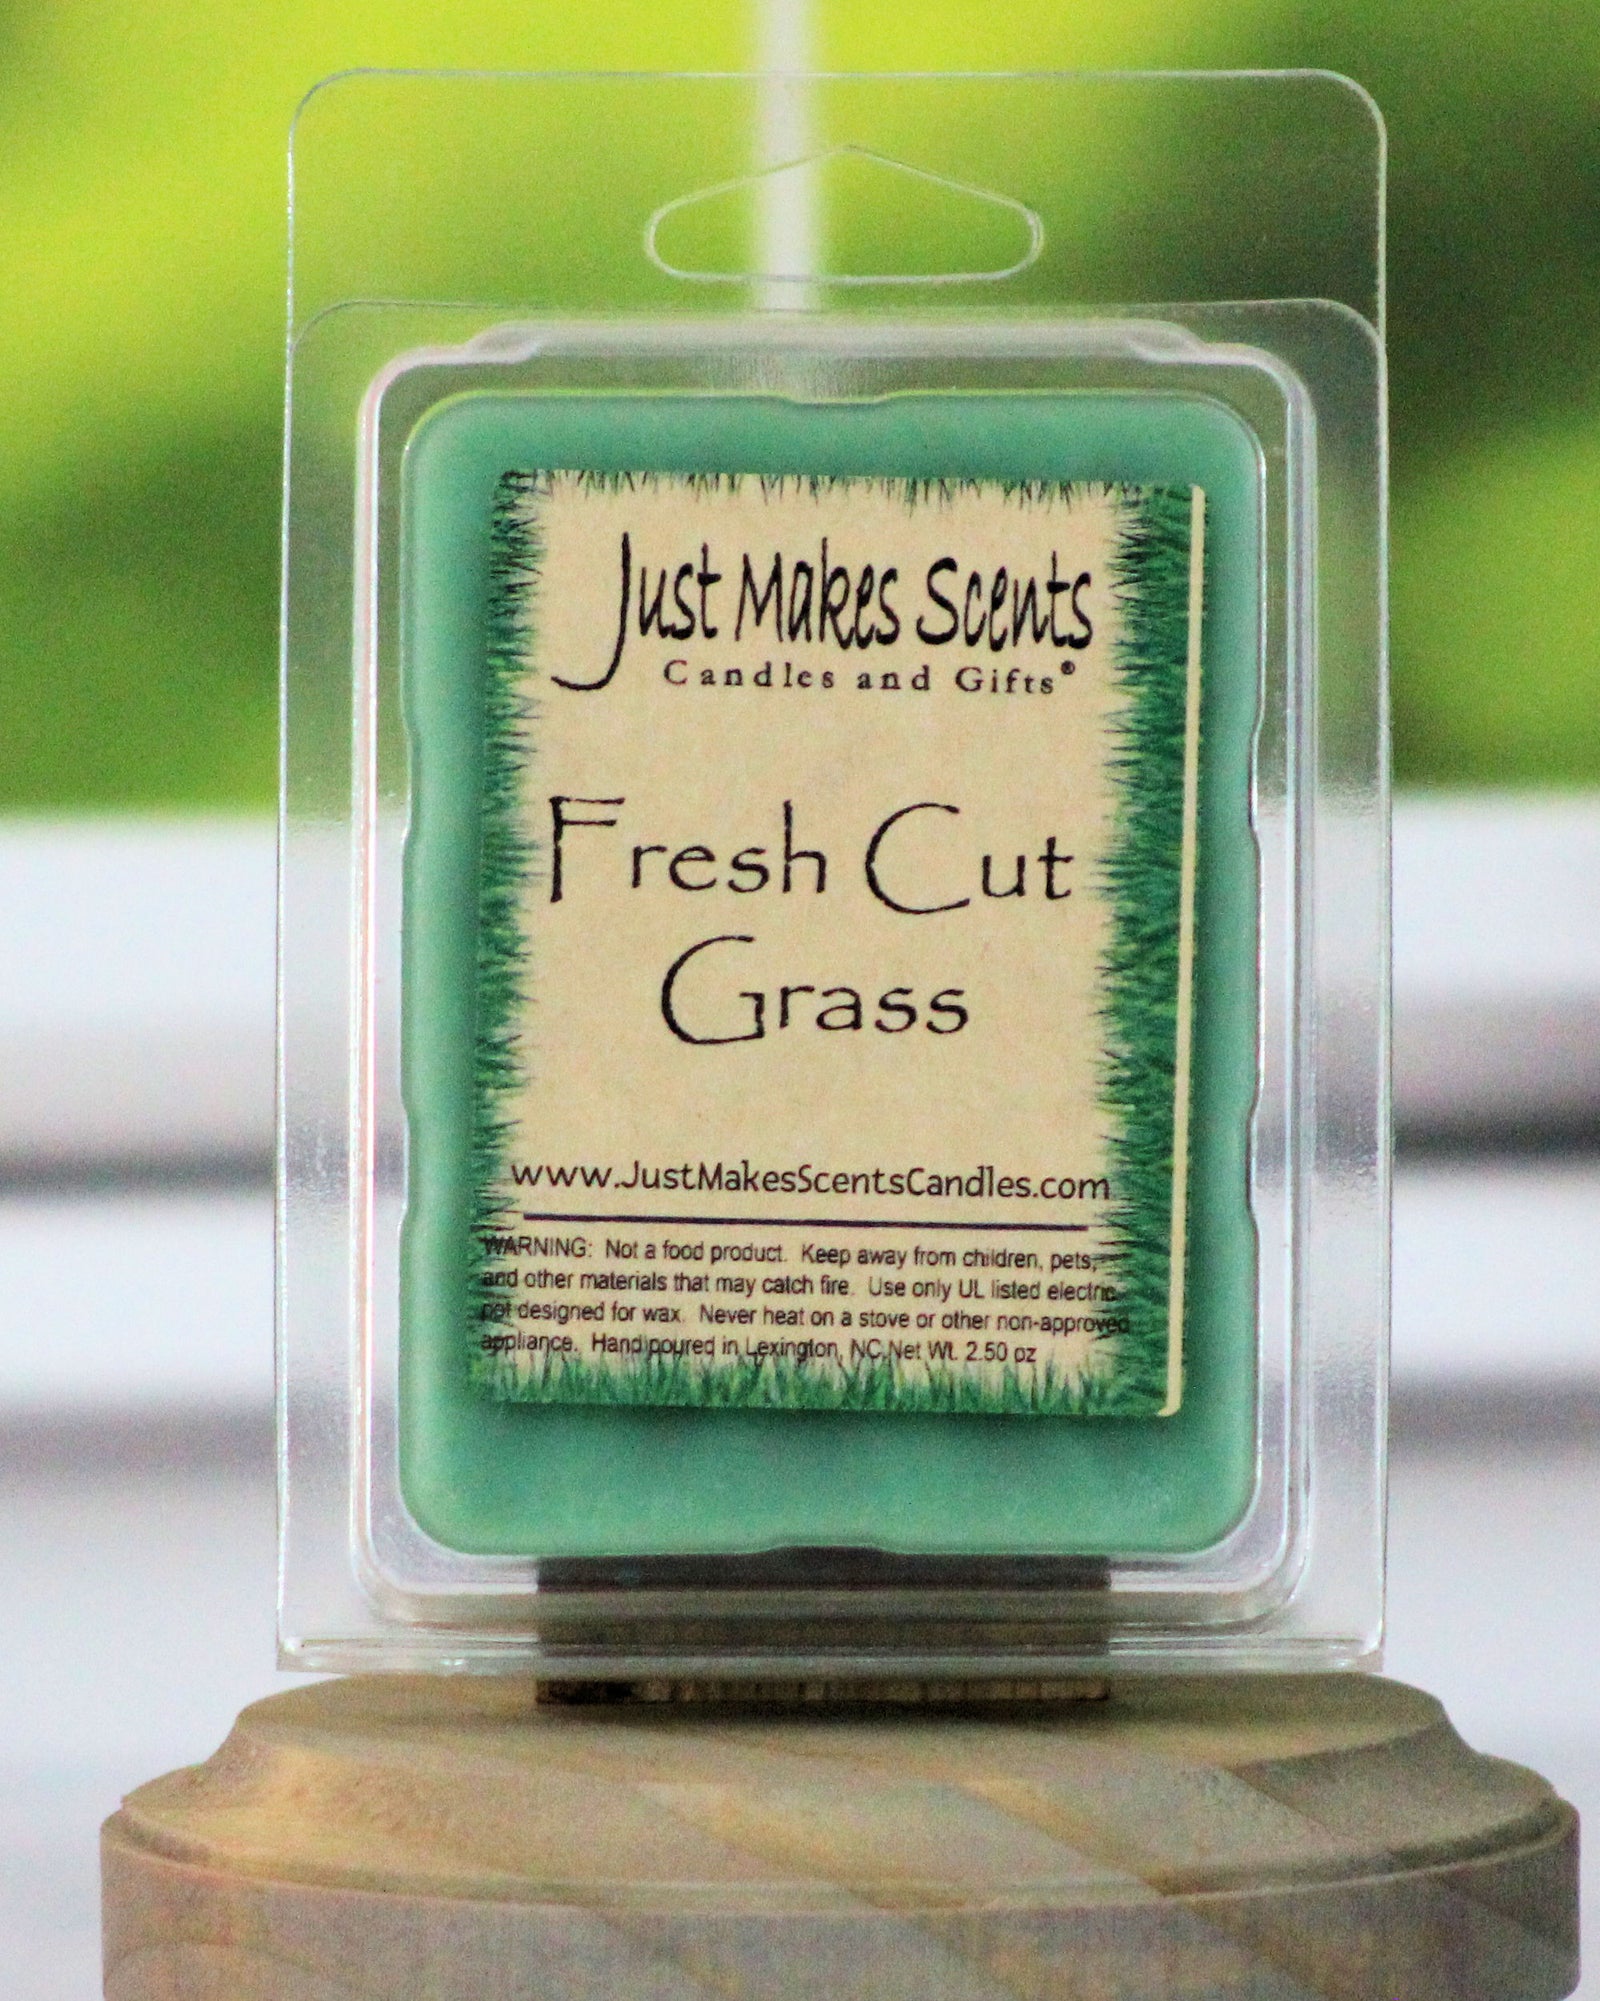 Just Makes Scents
Candles and Gifts®
Fresh Cut
Grass
www.JustMakesScentsCandles.com
WARNING: Not a food product. Keep away from children, pets,
and other materials that may catch fire. Use only UL listed electric
pot designed for wax. Never heat on a stove or other non-approved
appliance. Hand poured in Lexington, NC.Net Wt. 2.50 oz